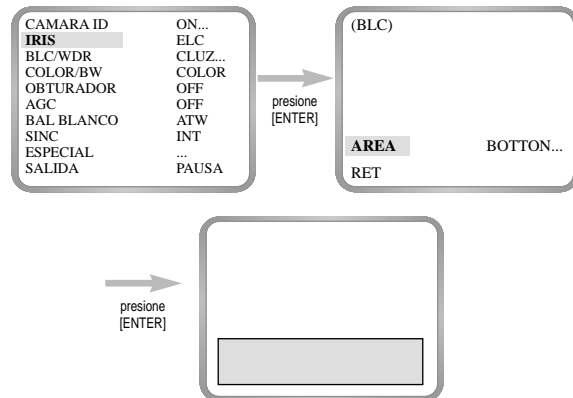 CAMARA ID ON...
IRIS ELC
BLC/WDR CLUZ...
COLOR/BW COLOR
OBTURADOR OFF
AGC OFF
BAL BLANCO ATW
SINC INT
ESPECIAL ...
SALIDA PAUSA
presione
[ENTER]
(BLC)
AREA BOTTON...
RET
presione
[ENTER]